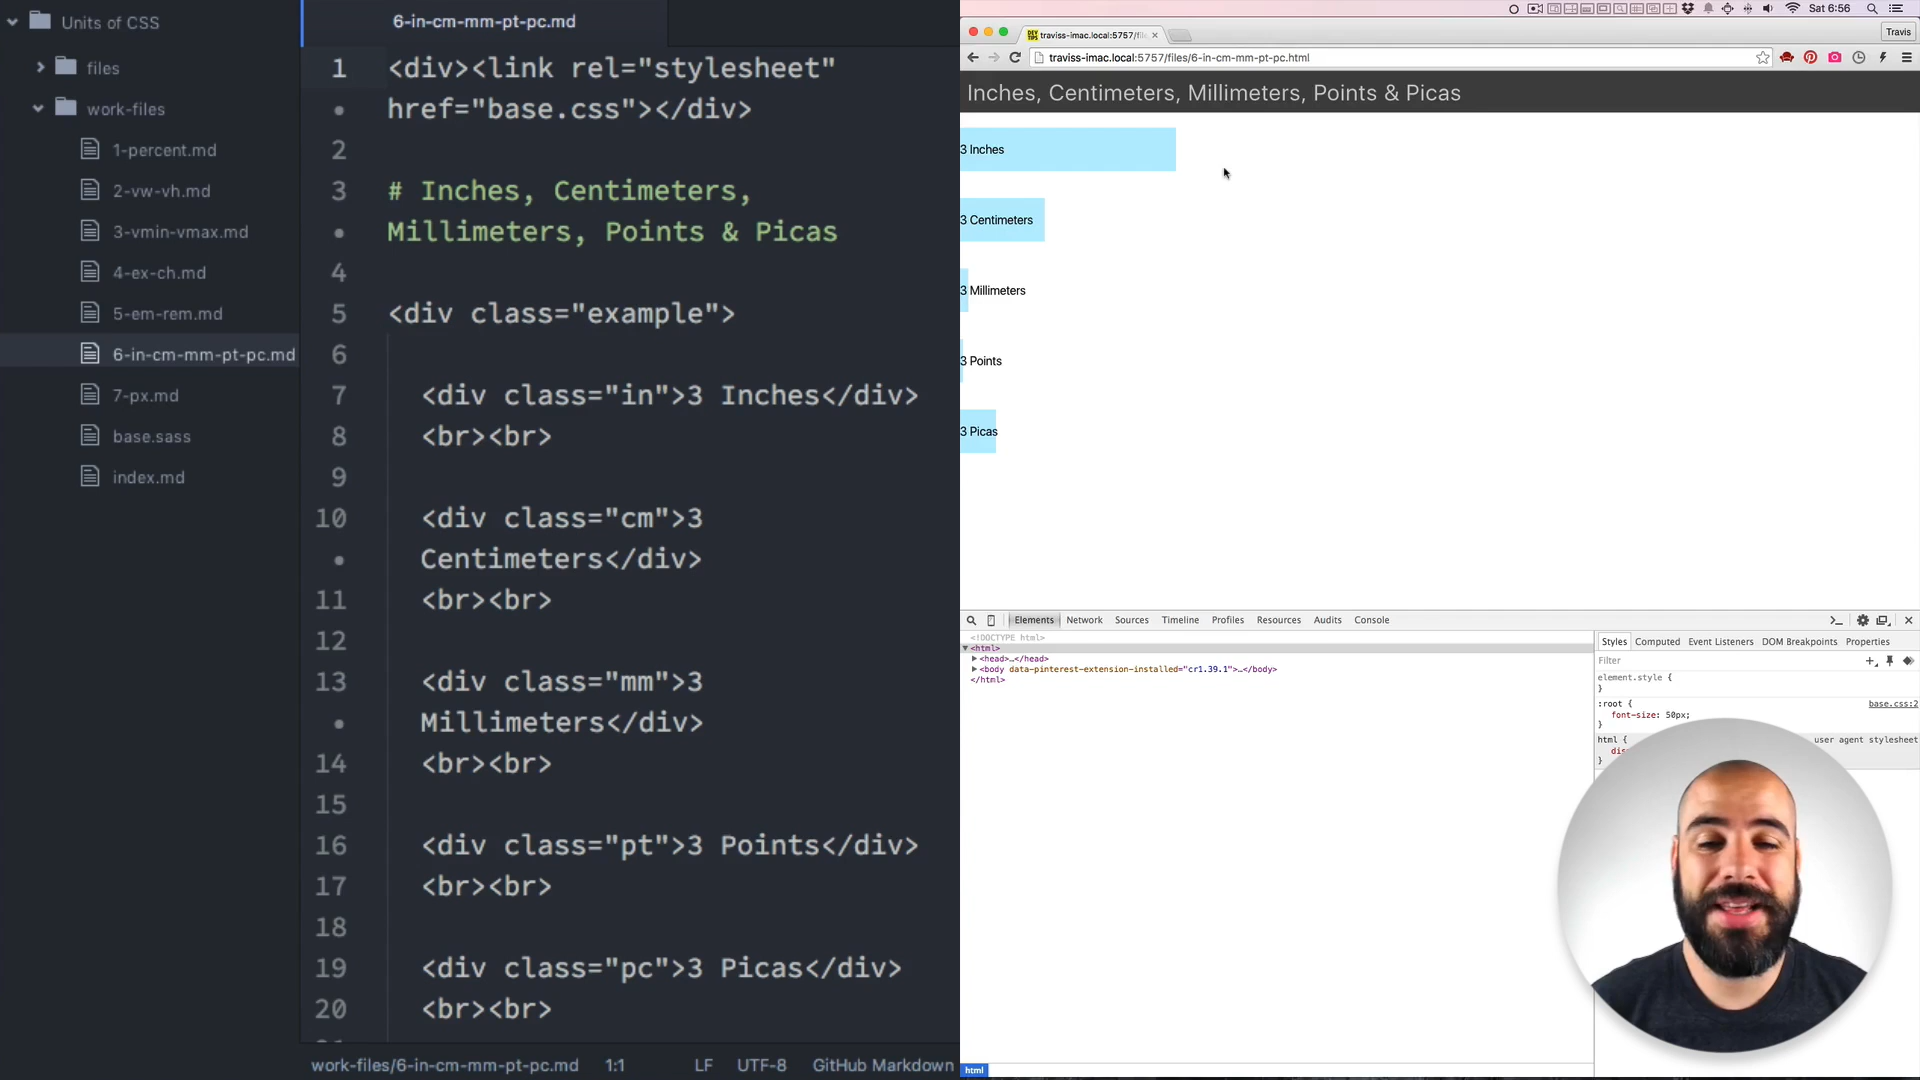 Units of CSS
files
work-files
1-percent.md
2-vw-vh.md
3-vmin-vmax.md
4-ex-ch.md
5-em-rem.md
6-in-cm-mm-pt-pc.md
7-px.md
base.sass
index.md
6-in-cm-mm-pt-pc.md
1 <div><link rel="stylesheet"
• href="base.css"></div>
2
3 # Inches, Centimeters,
• Millimeters, Points & Picas
4
5 <div class="example">
6
7 <div class="in">3 Inches</div>
8 <br><br>
9
10 <div class="cm">3
• Centimeters</div>
11 <br><br>
12
13 <div class="mm">3
• Millimeters</div>
14 <br><br>
15
16 <div class="pt">3 Points</div>
17 <br><br>
18
19 <div class="pc">3 Picas</div>
20 <br><br>
work-files/6-in-cm-mm-pt-pc.md 1:1 LF UTF-8 GitHub Markdown
Sat 6:56
DEV TIPS traviss-imac.local:5757/file
Travis
traviss-imac.local:5757/files/6-in-cm-mm-pt-pc.html
Inches, Centimeters, Millimeters, Points & Picas
3 Inches
3 Centimeters
3 Millimeters
3 Points
3 Picas
Elements Network Sources Timeline Profiles Resources Audits Console
<!DOCTYPE html>
<html>
<head>…</head>
<body data-pinterest-extension-installed="cr1.39.1">…</body>
</html>
html
Styles Computed Event Listeners DOM Breakpoints Properties
Filter
element.style {
}
:root { base.css:2
font-size: 50px;
}
html { user agent stylesheet
}